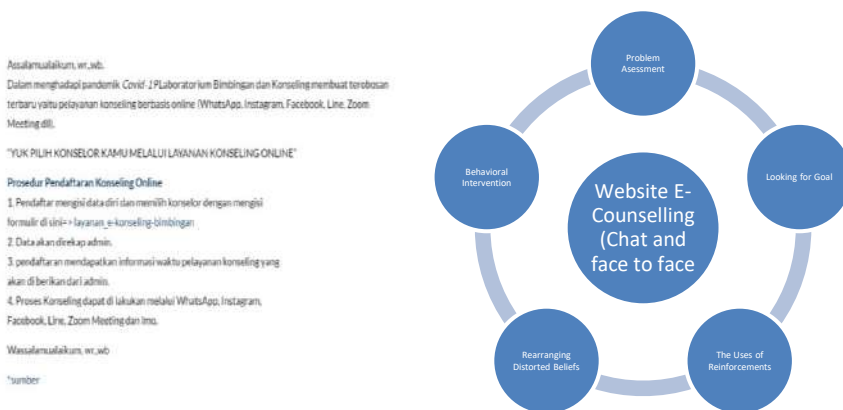 Assalamualaikum, wr,.wb.
Dalam menghadapi pandemik Covid-19 Laboratorium Bimbingan dan Konseling membuat terobosan
terbaru yaitu pelayanan konseling berbasis online (WhatsApp, Instagram, Facebook, Line, Zoom
Meeting dll).
"YUK PILIH KONSELOR KAMU MELALUI LAYANAN KONSELING ONLINE"
Prosedur Pendaftaran Konseling Online
1. Pendaftar mengisi data diri dan memilih konselor dengan mengisi
formulir di sini=> layanan_e-konseling-bimbingan
2. Data akan direkap admin.
3. pendaftaran mendapatkan informasi waktu pelayanan konseling yang
akan di berikan dari admin.
4. Proses Konseling dapat di lakukan melalui WhatsApp, Instagram,
Facebook, Line, Zoom Meeting dan Imo.
Wassalamualaikum, wr,.wb
*sumber
Problem
Asessment
Looking for Goal
The Uses of
Reinforcements
Rearranging
Distorted Beliefs
Behavioral
Intervention
Website E-
Counselling
(Chat and
face to face